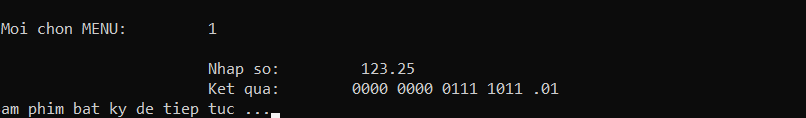 Moi chon MENU: 1
Nhap so: 123.25
Ket qua: 0000 0000 0111 1011 .01
am phim bat ky de tiep tuc ...